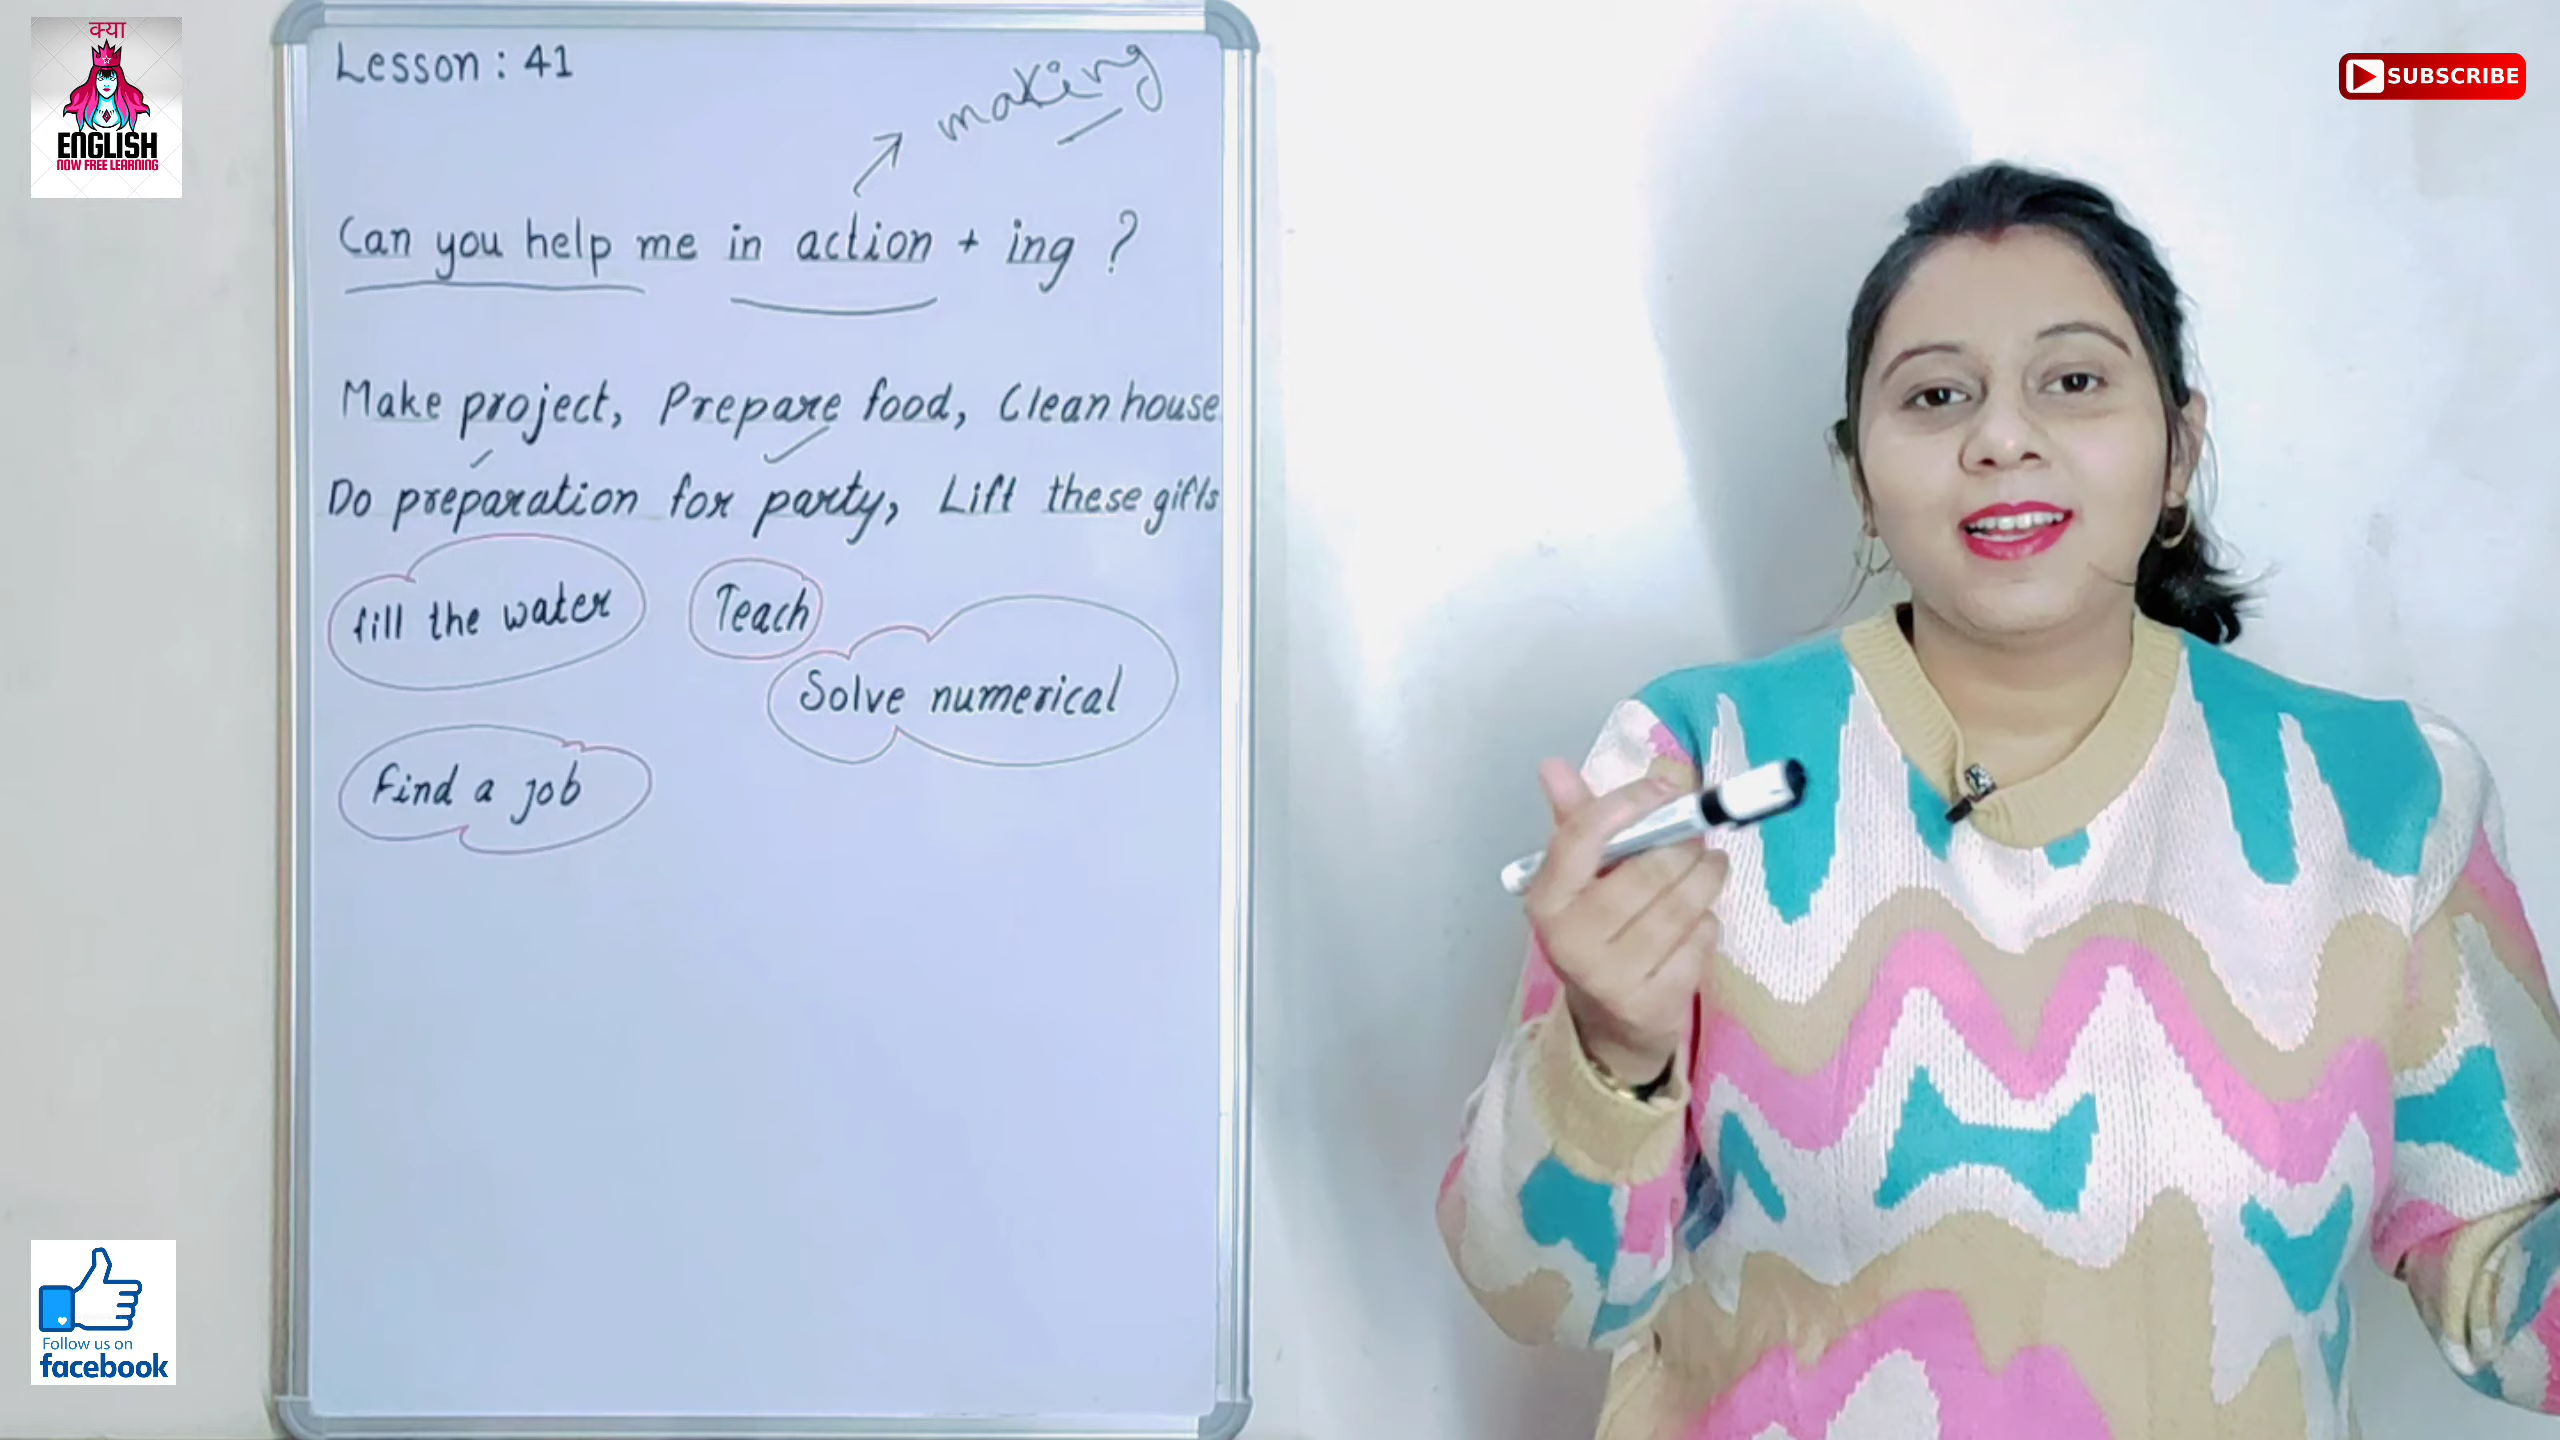 क्या
ENGLISH
NOW FREE LEARNING
SUBSCRIBE
Lesson : 41
making
Can you help me in action + ing ?
Make project, Prepare food, Clean house
Do preparation for party, Lift these gifts
fill the water
Teach
Solve numerical
Find a job
Follow us on
facebook